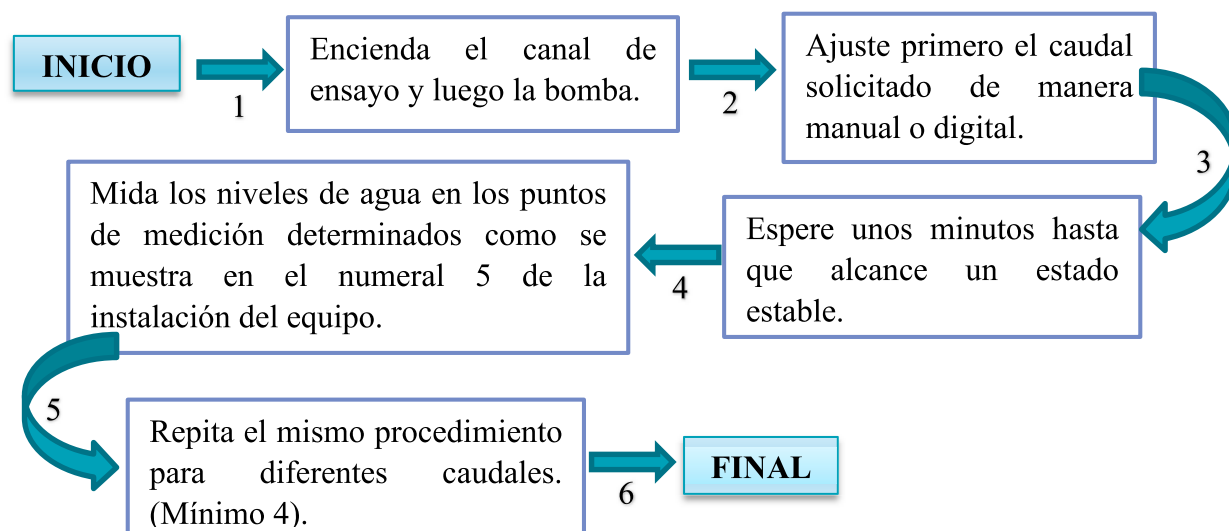 INICIO
1
Encienda el canal de
ensayo y luego la bomba.
2
Ajuste primero el caudal
solicitado de manera
manual o digital.
3
Espere unos minutos hasta
que alcance un estado
estable.
4
Mida los niveles de agua en los puntos
de medición determinados como se
muestra en el numeral 5 de la
instalación del equipo.
5
Repita el mismo procedimiento
para diferentes caudales.
(Mínimo 4).
6
FINAL